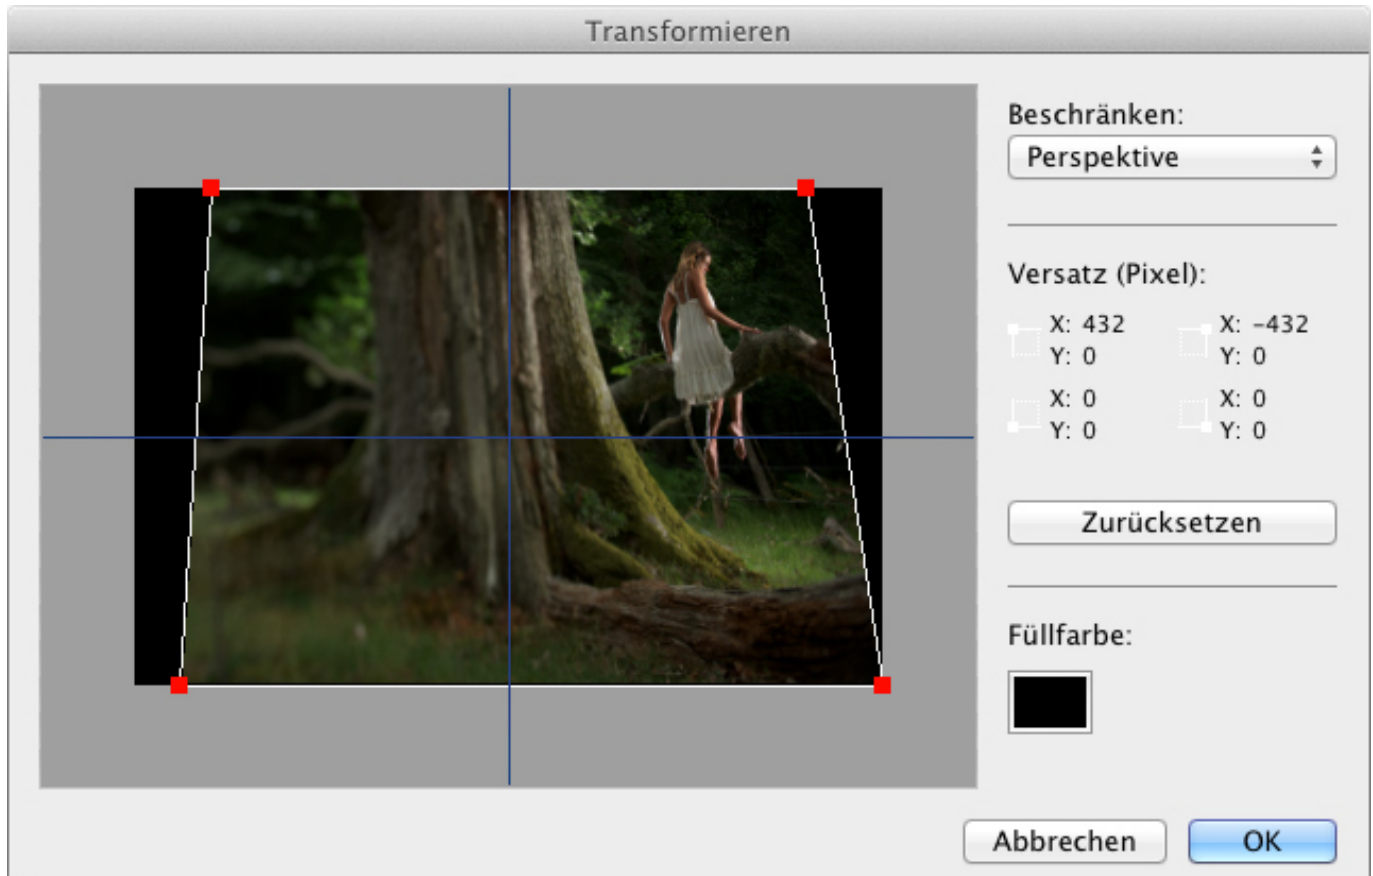 Transformieren
Beschränken:
Perspektive
Versatz (Pixel):
X: 432 X: -432
Y: 0 Y: 0
X: 0 X: 0
Y: 0 Y: 0
Zurücksetzen
Füllfarbe:
Abbrechen OK